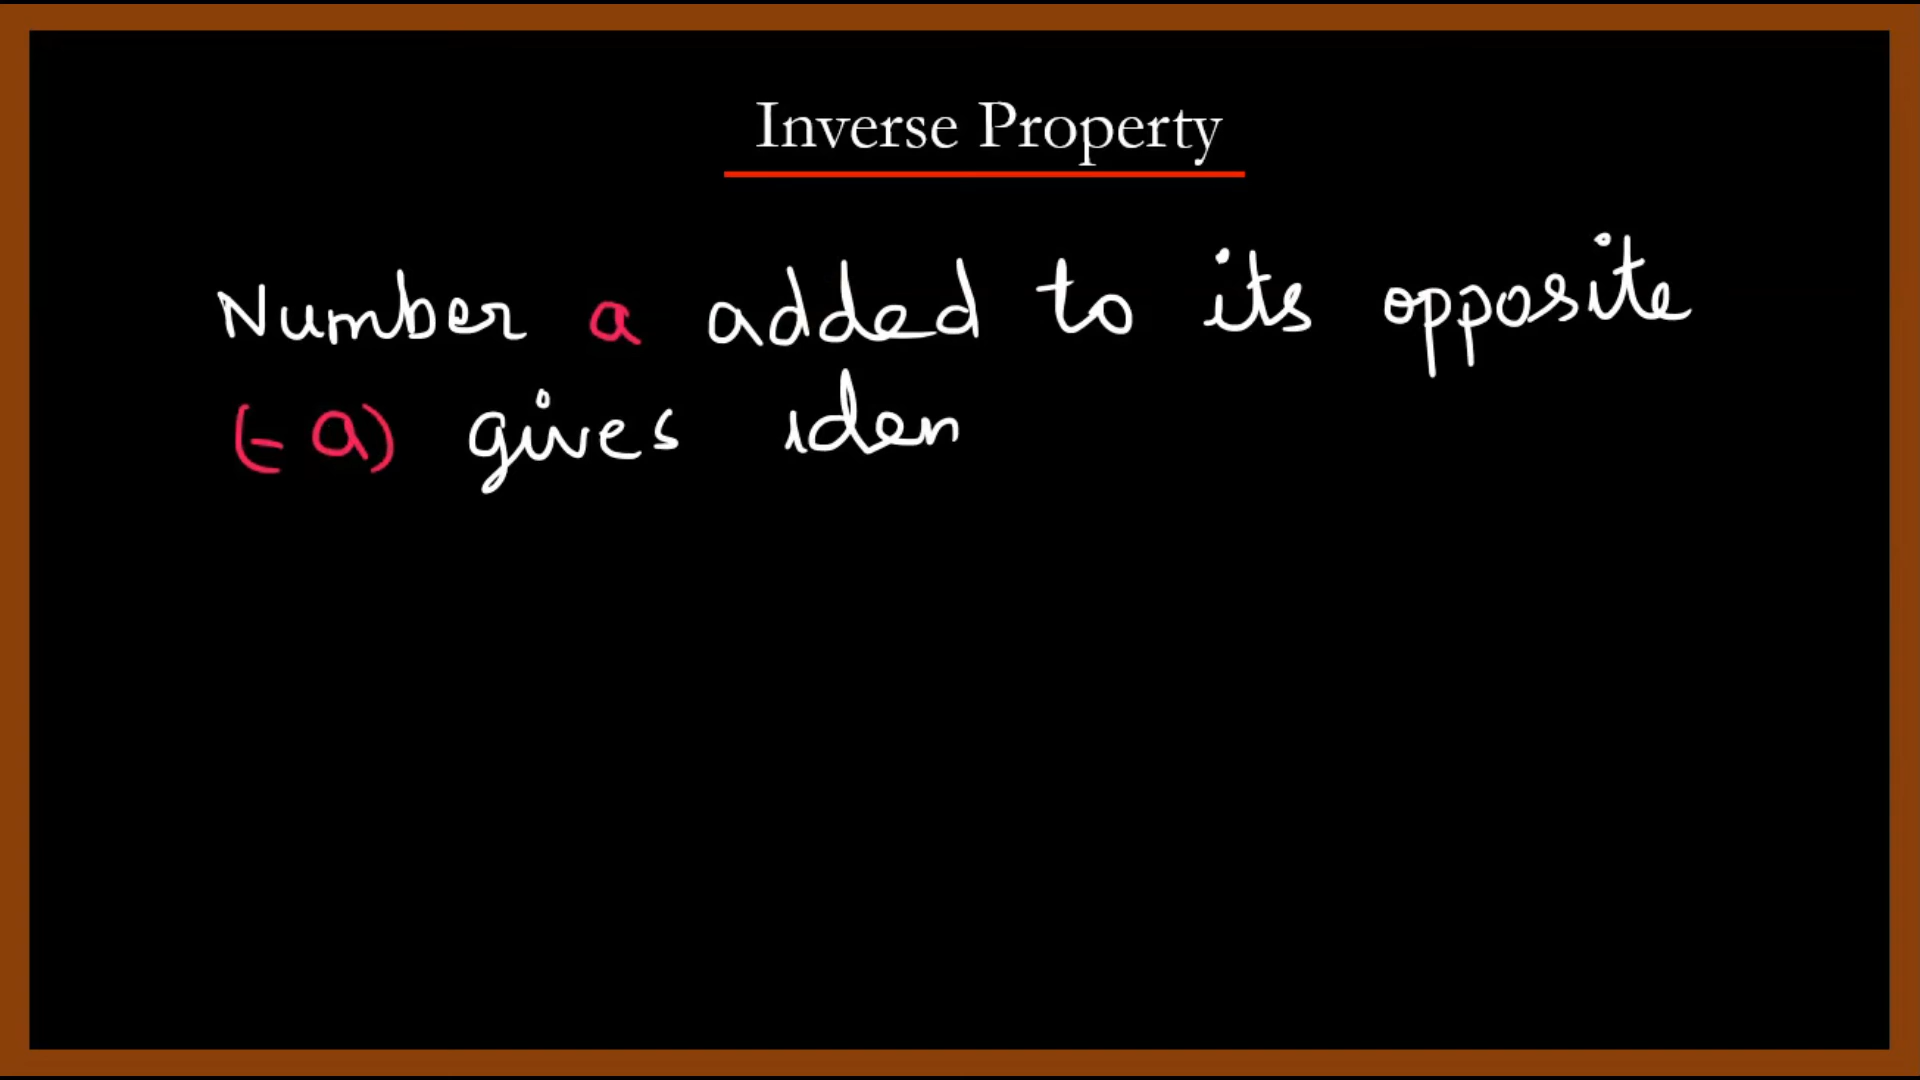 Inverse Property
Number a added to its opposite
(-a) gives iden